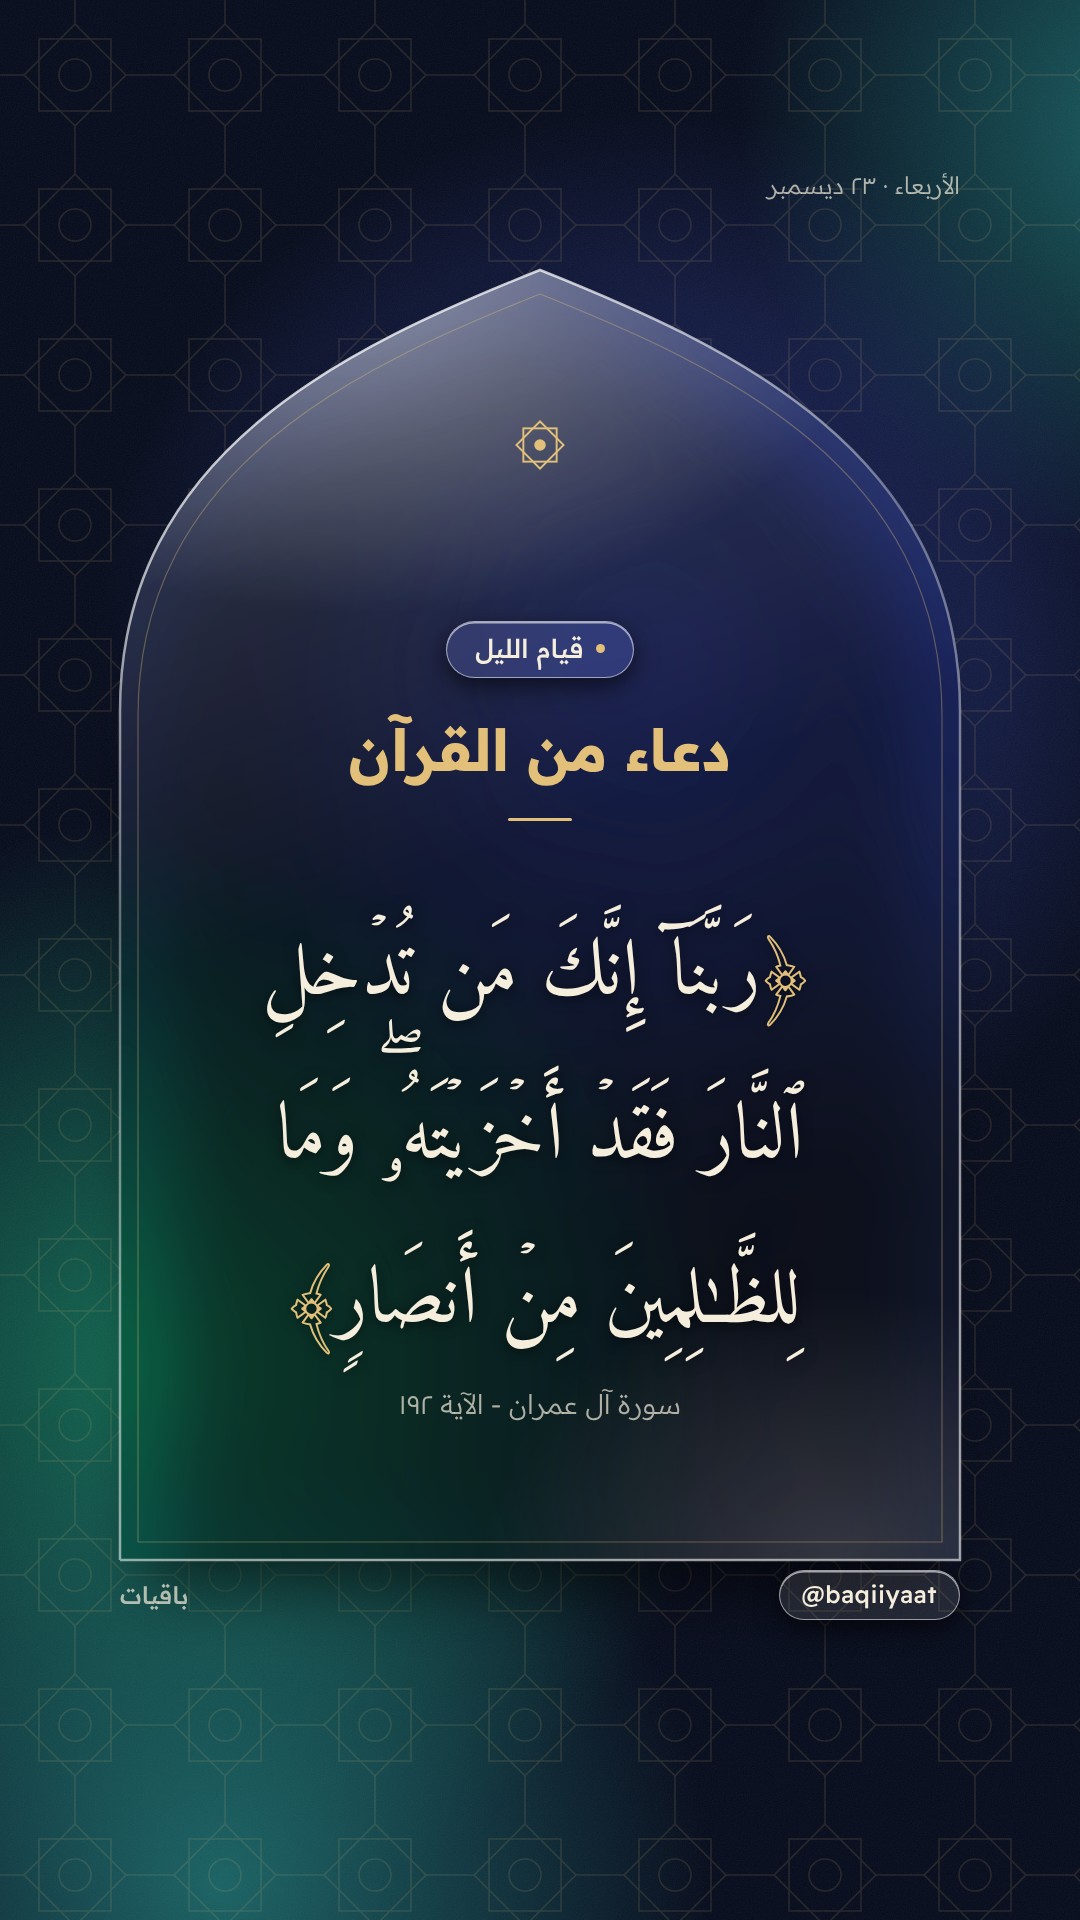 الأربعاء · ٢٣ ديسمبر
قيام الليل
دعاء من القرآن
﴿رَبَّنَآ إِنَّكَ مَن تُدۡخِلِ
ٱلنَّارَ فَقَدۡ أَخۡزَيۡتَهُۥۖ وَمَا
لِلظَّٰلِمِينَ مِنۡ أَنصَارٖ﴾
سورة آل عمران - الآية ١٩٢
@baqiiyaat
باقيات